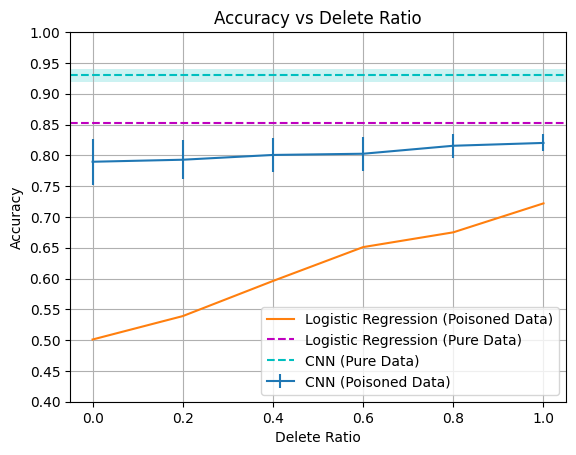 Accuracy vs Delete Ratio
1.00
0.95
0.90
0.85
0.80
0.75
0.70
0.65
0.60
0.55
0.50
0.45
0.40
Accuracy
Logistic Regression (Poisoned Data)
Logistic Regression (Pure Data)
CNN (Pure Data)
CNN (Poisoned Data)
0.0 0.2 0.4 0.6 0.8 1.0
Delete Ratio